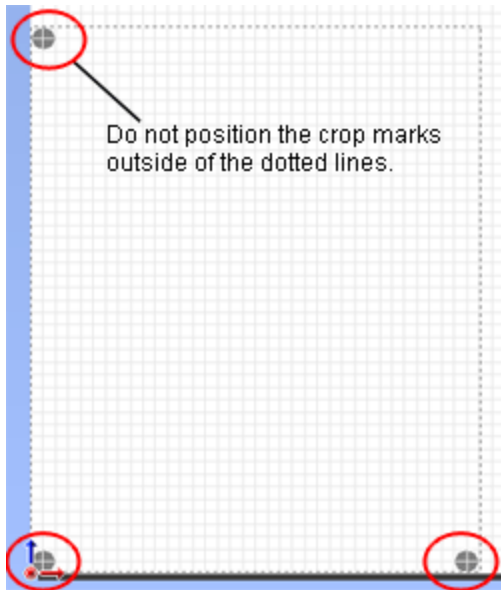 Do not position the crop marks
outside of the dotted lines.